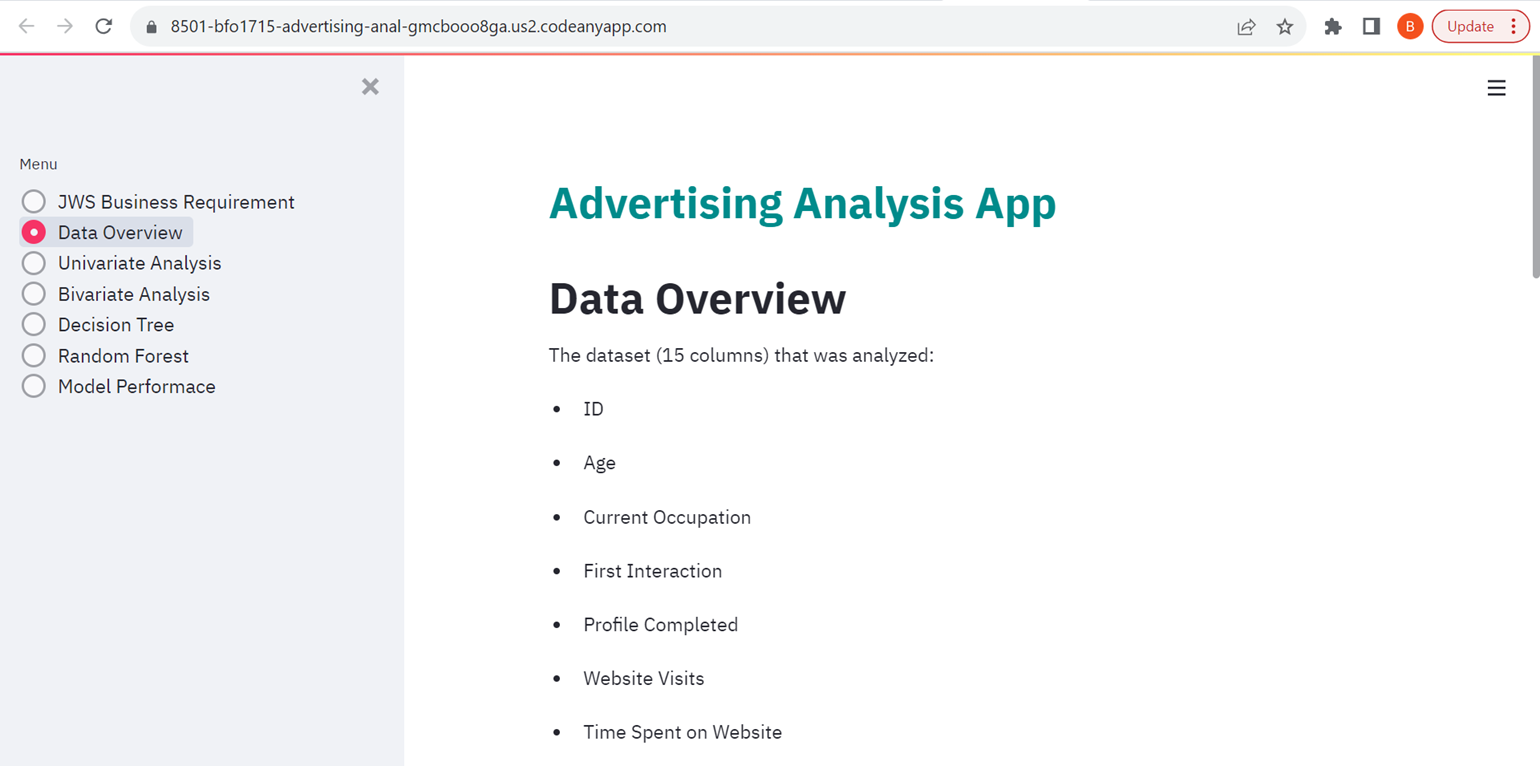 8501-bfo1715-advertising-anal-gmcbooo8ga.us2.codeanyapp.com
B
Update
Menu
JWS Business Requirement
Data Overview
Univariate Analysis
Bivariate Analysis
Decision Tree
Random Forest
Model Performace
Advertising Analysis App
Data Overview
The dataset (15 columns) that was analyzed:
• ID
• Age
• Current Occupation
• First Interaction
• Profile Completed
• Website Visits
• Time Spent on Website